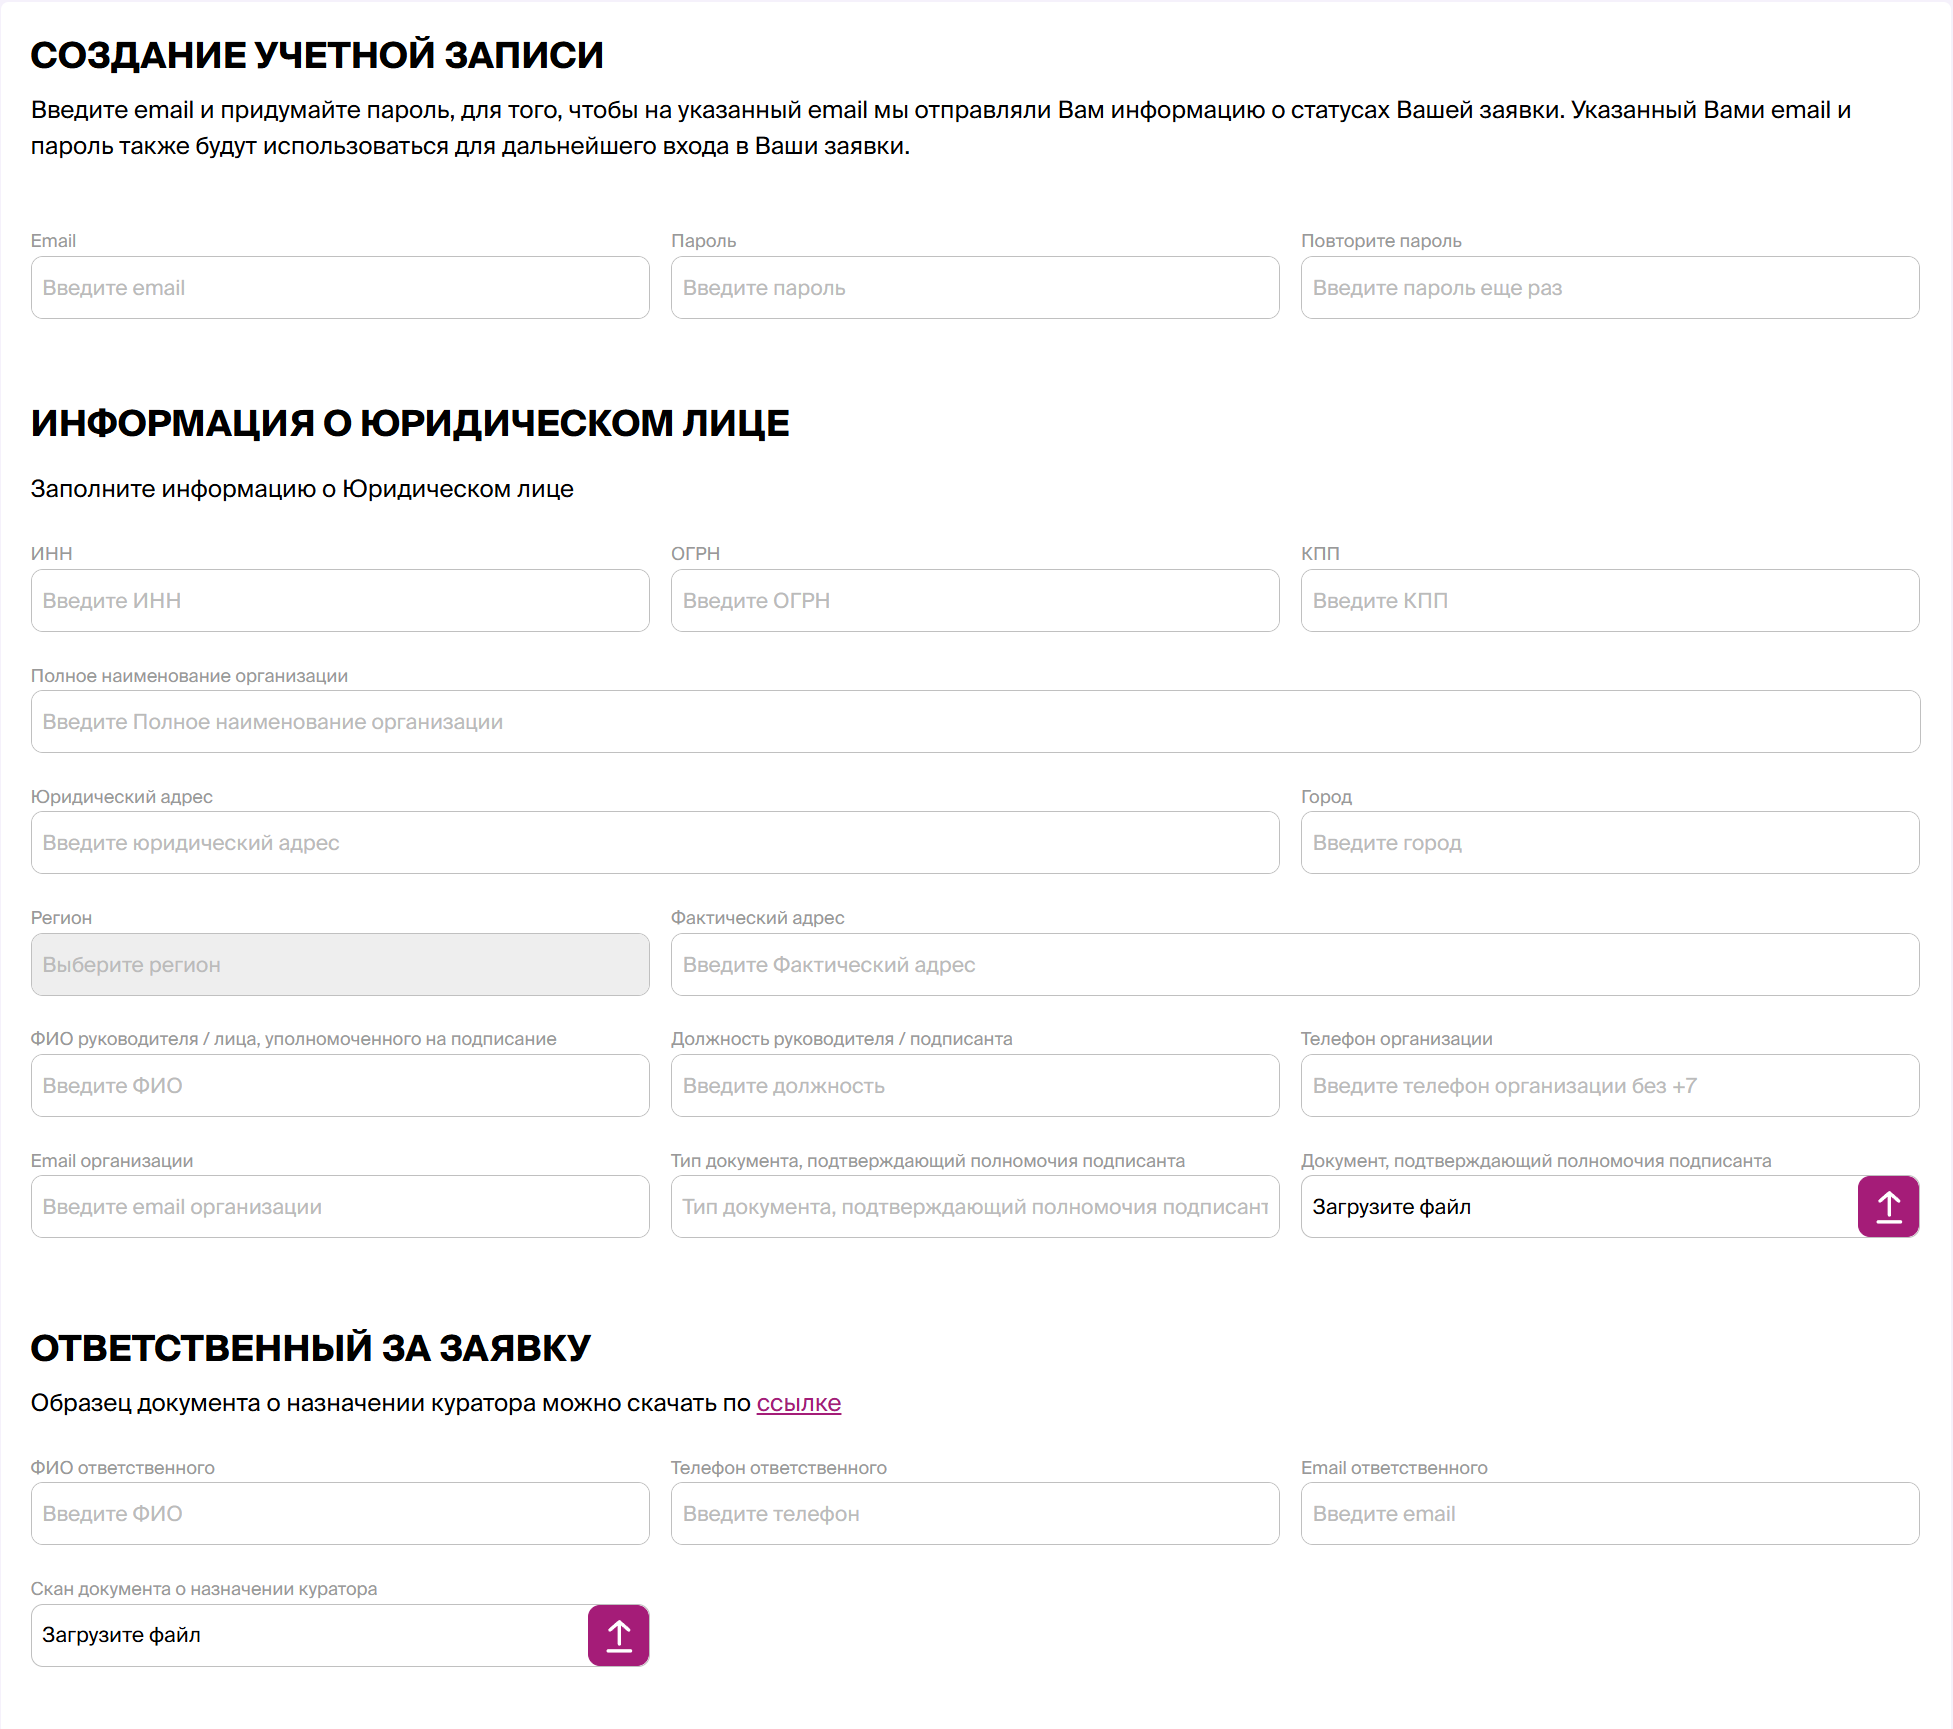 СОЗДАНИЕ УЧЕТНОЙ ЗАПИСИ
Введите email и придумайте пароль, для того, чтобы на указанный email мы отправляли Вам информацию о статусах Вашей заявки. Указанный Вами email и
пароль также будут использоваться для дальнейшего входа в Ваши заявки.
Email
Пароль
Повторите пароль
Введите email
Введите пароль
Введите пароль еще раз
ИНФОРМАЦИЯ О ЮРИДИЧЕСКОМ ЛИЦЕ
Заполните информацию о Юридическом лице
ИНН
ОГРН
КПП
Введите ИНН
Введите ОГРН
Введите КПП
Полное наименование организации
Введите Полное наименование организации
Юридический адрес
Город
Введите юридический адрес
Введите город
Регион
Фактический адрес
Выберите регион
Введите Фактический адрес
ФИО руководителя / лица, уполномоченного на подписание
Должность руководителя / подписанта
Телефон организации
Введите ФИО
Введите должность
Введите телефон организации без +7
Email организации
Тип документа, подтверждающий полномочия подписанта
Документ, подтверждающий полномочия подписанта
Введите email организации
Тип документа, подтверждающий полномочия подписант
Загрузите файл
ОТВЕТСТВЕННЫЙ ЗА ЗАЯВКУ
Образец документа о назначении куратора можно скачать по ссылке
ФИО ответственного
Телефон ответственного
Email ответственного
Введите ФИО
Введите телефон
Введите email
Скан документа о назначении куратора
Загрузите файл